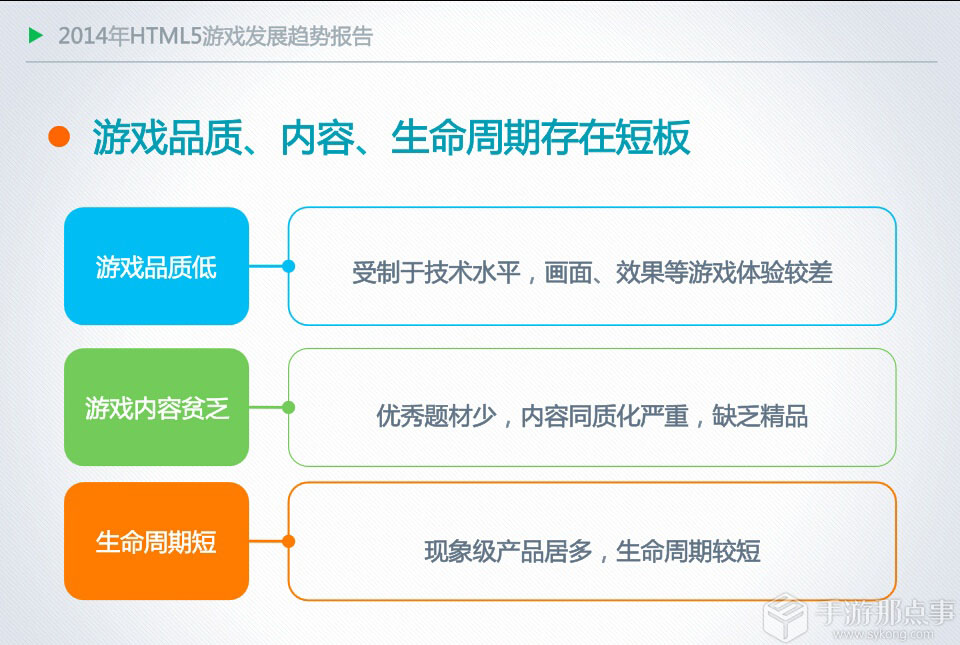 2014年HTML5游戏发展趋势报告
游戏品质、内容、生命周期存在短板
游戏品质低
受制于技术水平，画面、效果等游戏体验较差
游戏内容贫乏
优秀题材少，内容同质化严重，缺乏精品
生命周期短
现象级产品居多，生命周期较短
手游那点事
www.sykong.com